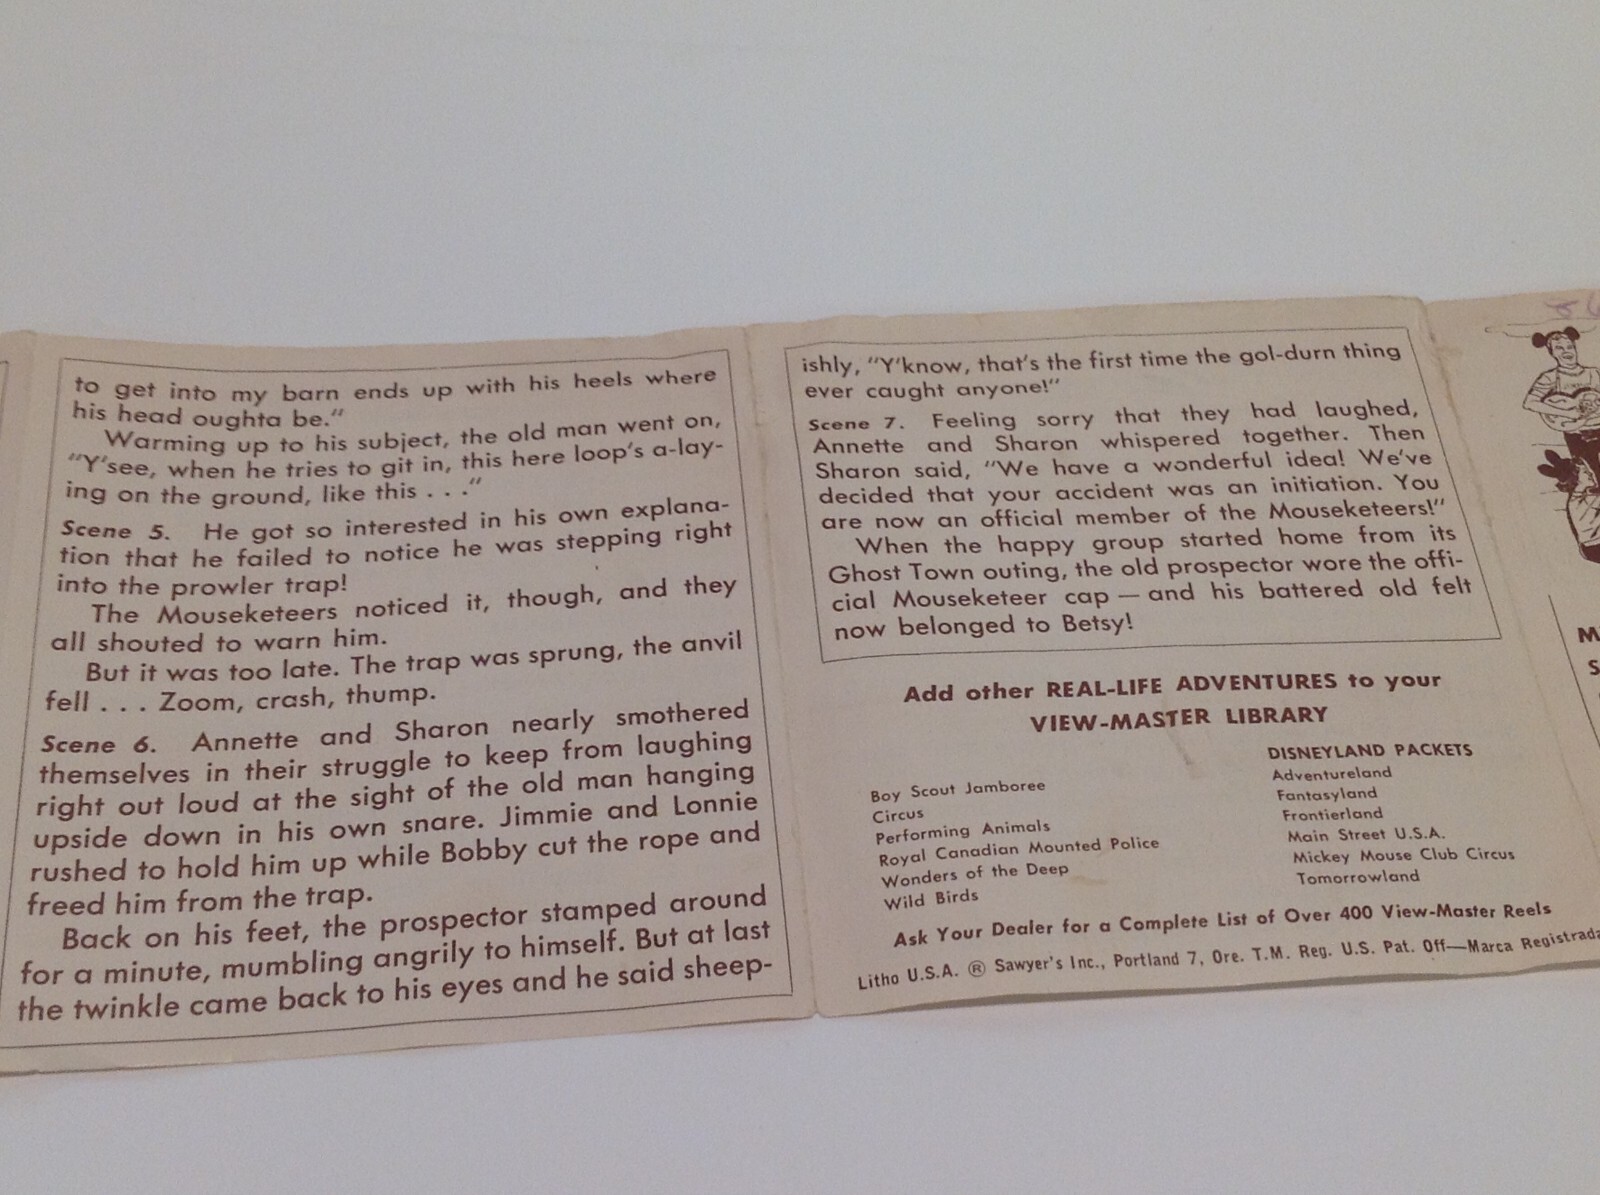 to get into my barn ends up with his heels where
his head oughta be."
Warming up to his subject, the old man went on,
"Y'see, when he tries to git in, this here loop's a-lay-
ing on the ground, like this . . ."
Scene 5. He got so interested in his own explana-
tion that he failed to notice he was stepping right
into the prowler trap!
The Mouseketeers noticed it, though, and they
all shouted to warn him.
But it was too late. The trap was sprung, the anvil
fell . . . Zoom, crash, thump.
Scene 6. Annette and Sharon nearly smothered
themselves in their struggle to keep from laughing
right out loud at the sight of the old man hanging
upside down in his own snare. Jimmie and Lonnie
rushed to hold him up while Bobby cut the rope and
freed him from the trap.
Back on his feet, the prospector stamped around
for a minute, mumbling angrily to himself. But at last
the twinkle came back to his eyes and he said sheep-
ishly, "Y'know, that's the first time the gol-durn thing
ever caught anyone!"
Scene 7. Feeling sorry that they had laughed,
Annette and Sharon whispered together. Then
Sharon said, "We have a wonderful idea! We've
decided that your accident was an initiation. You
are now an official member of the Mouseketeers!"
When the happy group started home from its
Ghost Town outing, the old prospector wore the offi-
cial Mouseketeer cap — and his battered old felt
now belonged to Betsy!
Add other REAL-LIFE ADVENTURES to your
VIEW-MASTER LIBRARY
Boy Scout Jamboree
Circus
Performing Animals
Royal Canadian Mounted Police
Wonders of the Deep
Wild Birds
DISNEYLAND PACKETS
Adventureland
Fantasyland
Frontierland
Main Street U.S.A.
Mickey Mouse Club Circus
Tomorrowland
Ask Your Dealer for a Complete List of Over 400 View-Master Reels
Litho U.S.A. ® Sawyer's Inc., Portland 7, Ore. T.M. Reg. U.S. Pat. Off—Marca Registrada